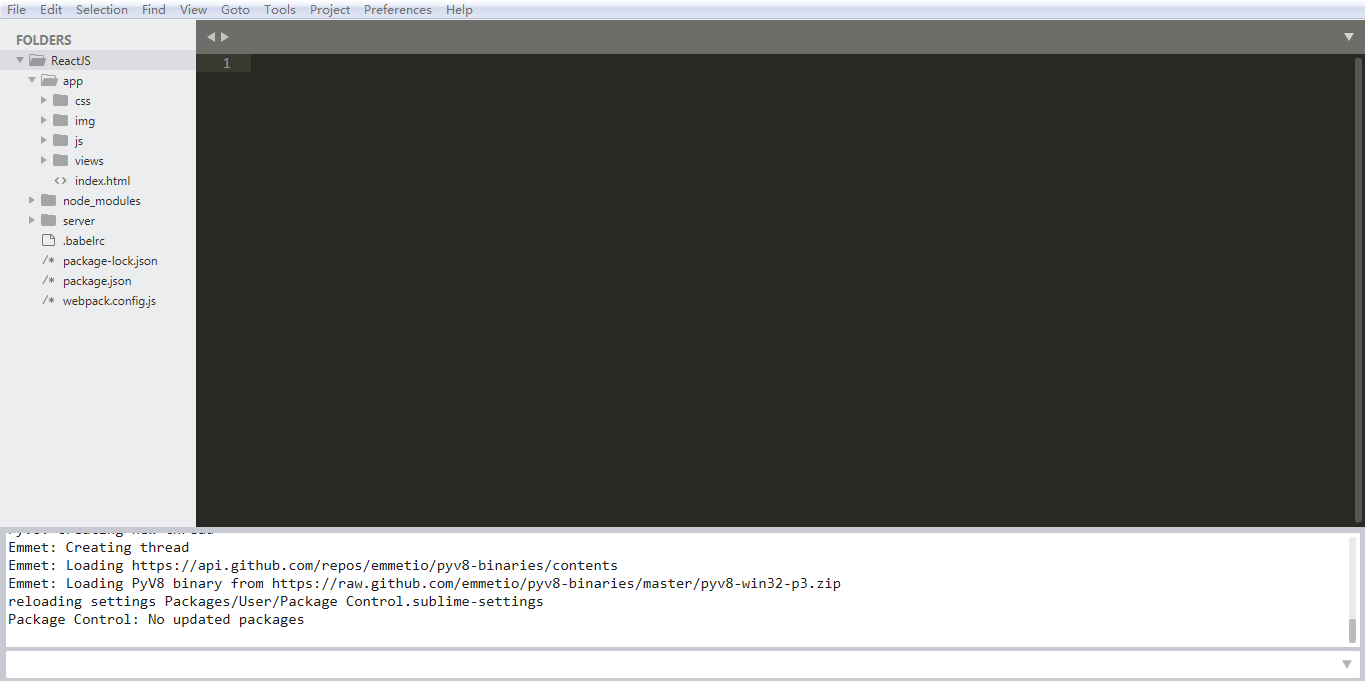 File Edit Selection Find View Goto Tools Project Preferences Help
FOLDERS
ReactJS
app
css
img
js
views
<> index.html
node_modules
server
.babelrc
/* package-lock.json
/* package.json
/* webpack.config.js
1
Emmet: Creating thread
Emmet: Loading https://api.github.com/repos/emmetio/pyv8-binaries/contents
Emmet: Loading PyV8 binary from https://raw.github.com/emmetio/pyv8-binaries/master/pyv8-win32-p3.zip
reloading settings Packages/User/Package Control.sublime-settings
Package Control: No updated packages